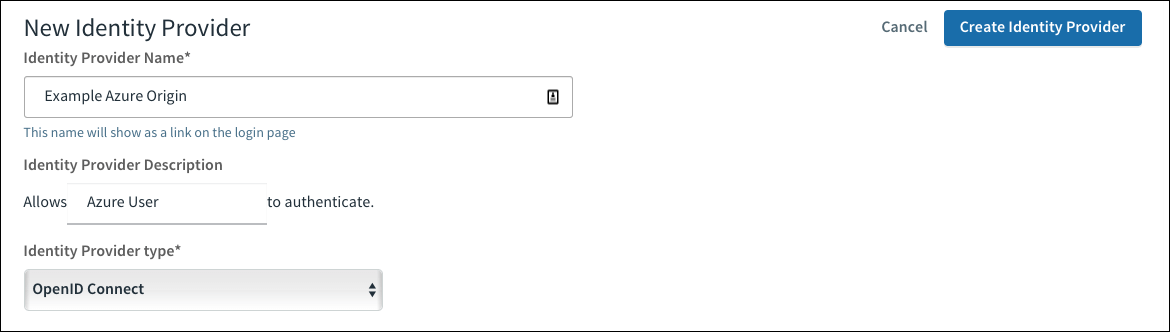 New Identity Provider
Cancel
Create Identity Provider
Identity Provider Name*
Example Azure Origin
This name will show as a link on the login page
Identity Provider Description
Allows Azure User to authenticate.
Identity Provider type*
OpenID Connect